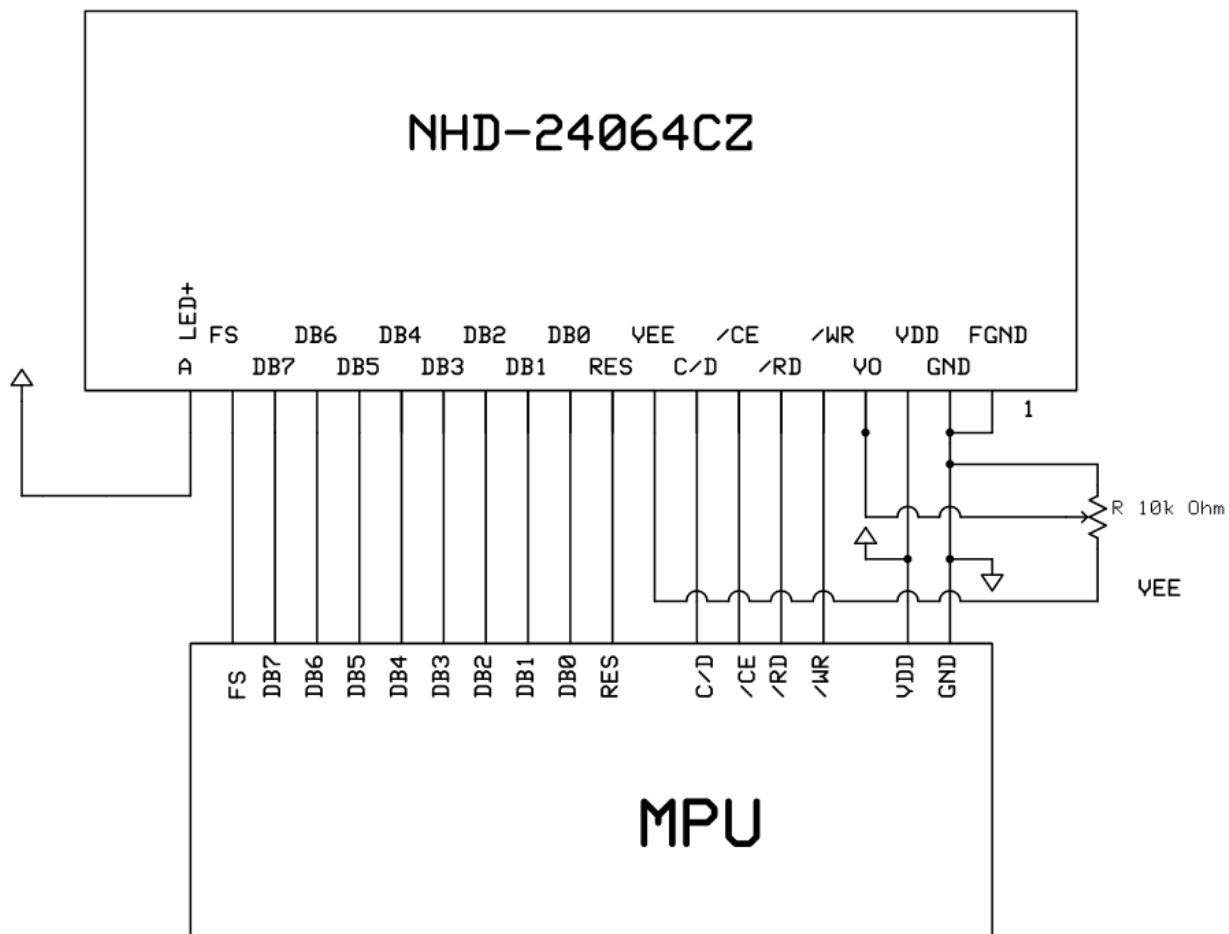 NHD-24064CZ
LED+
FS DB6 DB4 DB2 DB0 VEE /CE /WR VDD FGND
A DB7 DB5 DB3 DB1 RES C/D /RD VO GND
1
R 10k Ohm
VEE
FS DB7 DB6 DB5 DB4 DB3 DB2 DB1 DB0 RES C/D /CE /RD /WR VDD GND
MPU